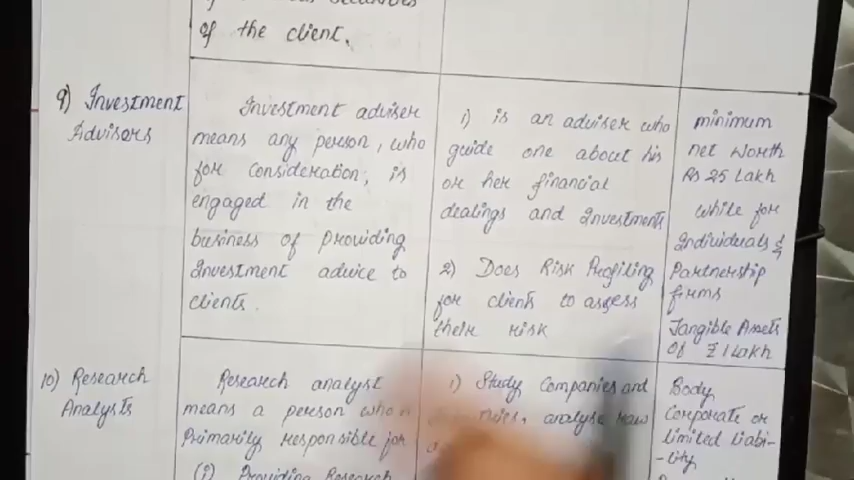 of the client.
9) Investment
Advisors
Investment adviser
means any person, who
for consideration, is
engaged in the
business of providing
Investment advice to
clients.
i) is an adviser who
guide one about his
or her financial
dealings and Investments
2) Does Risk Profiling
for clients to assess
their risk
minimum
net worth
Rs 25 Lakh
while for
Individuals &
Partnership
firms
Tangible Assets
of ₹ 1 Lakh
10) Research
Analysts
Research analyst
means a person who
Primarily responsible for
(i) Providing Research
1) Study Companies and
analyse raw
Body
Corporate or
limited liabi-
-lity